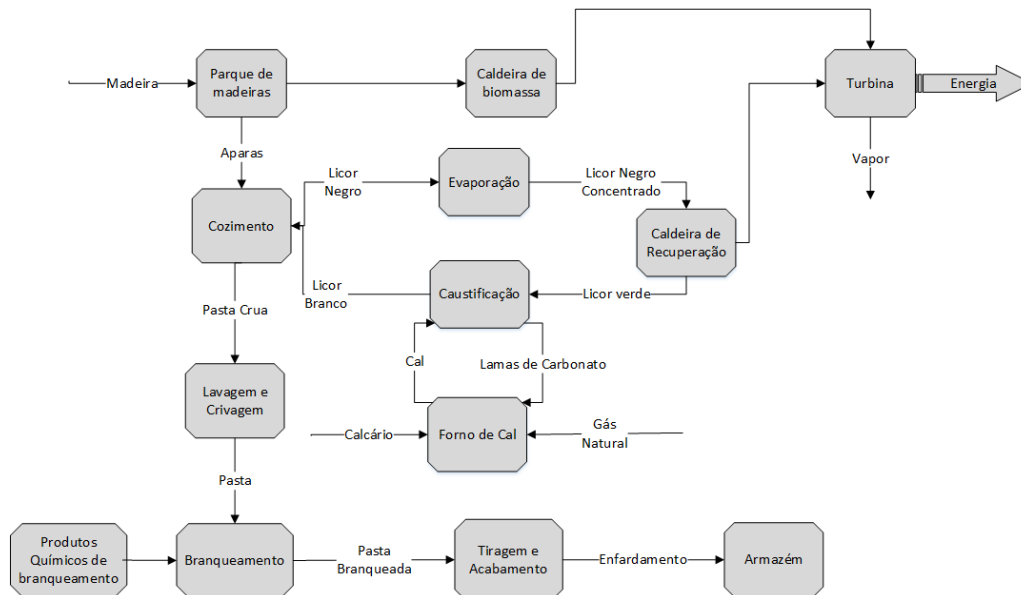 Madeira
Parque de
madeiras
Caldeira de
biomassa
Turbina
Energia
Aparas
Vapor
Licor
Negro
Evaporação
Licor Negro
Concentrado
Cozimento
Caldeira de
Recuperação
Licor
Branco
Caustificação
Licor verde
Pasta Crua
Cal
Lamas de Carbonato
Lavagem e
Crivagem
Calcário
Forno de Cal
Gás
Natural
Pasta
Produtos
Químicos de
branqueamento
Branqueamento
Pasta
Branqueada
Tiragem e
Acabamento
Enfardamento
Armazém